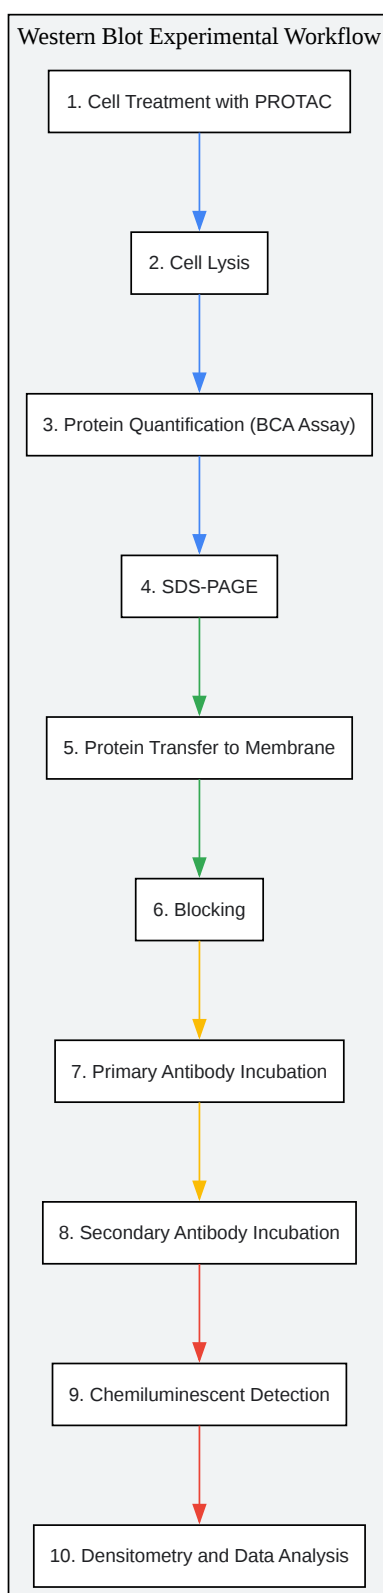 Western Blot Experimental Workflow
1. Cell Treatment with PROTAC
2. Cell Lysis
3. Protein Quantification (BCA Assay)
4. SDS-PAGE
5. Protein Transfer to Membrane
6. Blocking
7. Primary Antibody Incubation
8. Secondary Antibody Incubation
9. Chemiluminescent Detection
10. Densitometry and Data Analysis